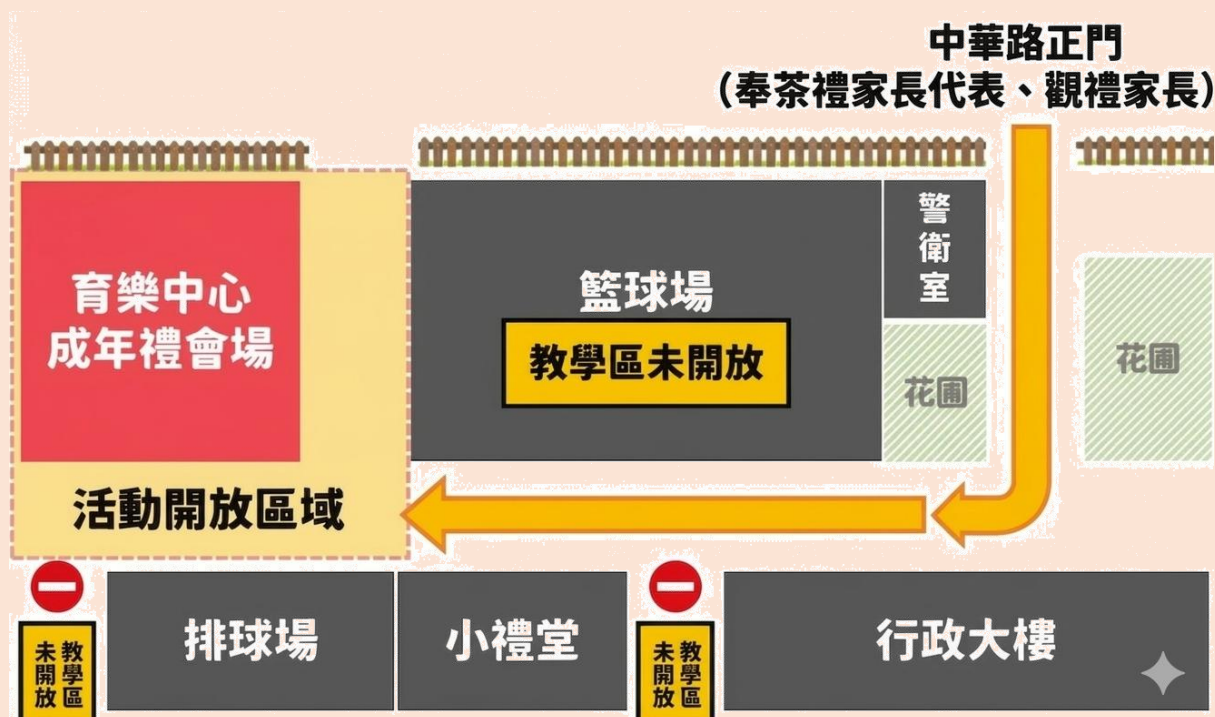 中華路正門
（奉茶禮家長代表、觀禮家長）
警衛室
育樂中心
成年禮會場
籃球場
教學區未開放
花圃
花圃
活動開放區域
排球場
小禮堂
行政大樓
教學區
未開放
教學區
未開放